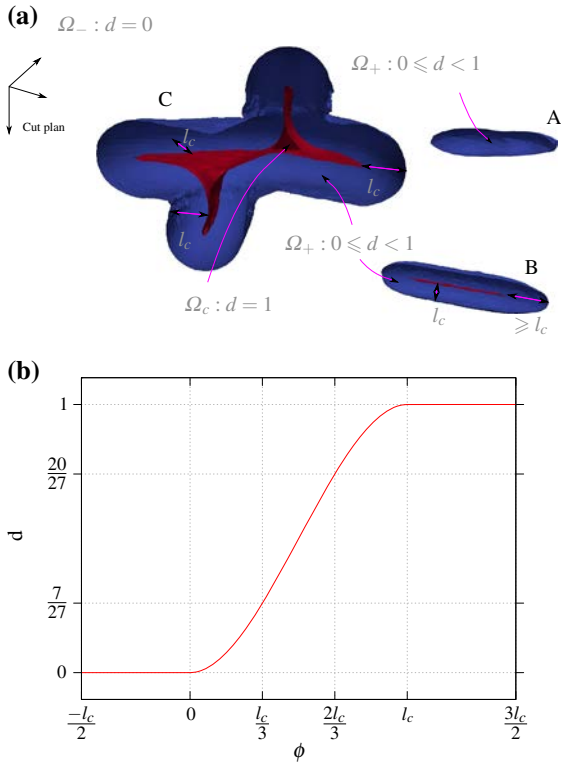 (a)
Ω₋ : d = 0
Ω₊ : 0 ⩽ d < 1
C
A
Cut plan
l_c
l_c
l_c
Ω₊ : 0 ⩽ d < 1
B
Ω_c : d = 1
l_c
⩾ l_c
(b)
1
20/27
7/27
0
d
-l_c/2
0
l_c/3
2l_c/3
l_c
3l_c/2
ϕ